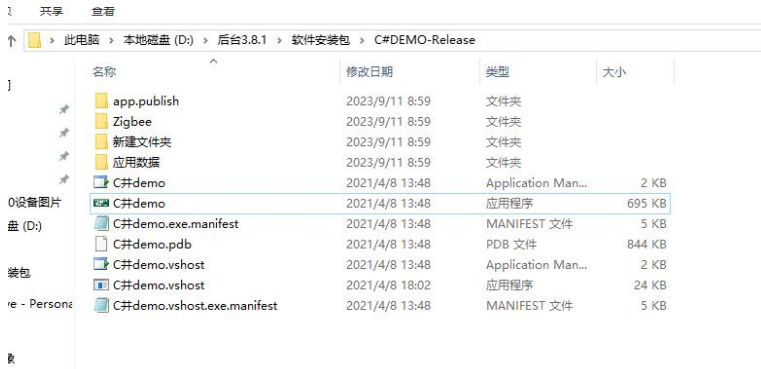 共享 查看
此电脑 > 本地磁盘 (D:) > 后台3.8.1 > 软件安装包 > C#DEMO-Release
名称 修改日期 类型 大小
app.publish 2023/9/11 8:59 文件夹
Zigbee 2023/9/11 8:59 文件夹
新建文件夹 2023/9/11 8:59 文件夹
应用数据 2023/9/11 8:59 文件夹
C井demo 2021/4/8 13:48 Application Man... 2 KB
0设备图片
C井demo 2021/4/8 13:48 应用程序 695 KB
盘 (D:)
C井demo.exe.manifest 2021/4/8 13:48 MANIFEST 文件 5 KB
C井demo.pdb 2021/4/8 13:48 PDB 文件 844 KB
装包
C井demo.vshost 2021/4/8 13:48 Application Man... 2 KB
C井demo.vshost 2021/4/8 18:02 应用程序 24 KB
ve - Persona
C井demo.vshost.exe.manifest 2021/4/8 13:48 MANIFEST 文件 5 KB
像